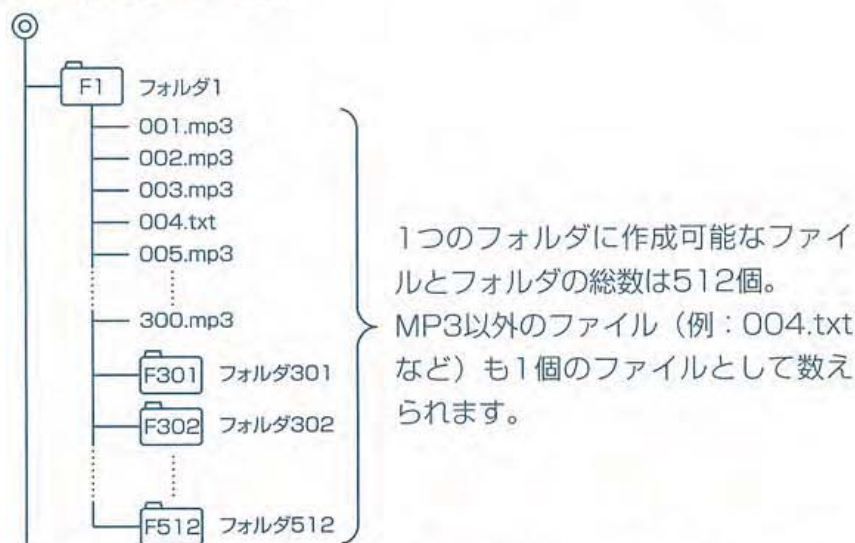 F1 フォルダ1
001.mp3
002.mp3
003.mp3
004.txt
005.mp3
300.mp3
F301 フォルダ301
F302 フォルダ302
F512 フォルダ512
1つのフォルダに作成可能なファイ
ルとフォルダの総数は512個。
MP3以外のファイル（例：004.txt
など）も1個のファイルとして数え
られます。